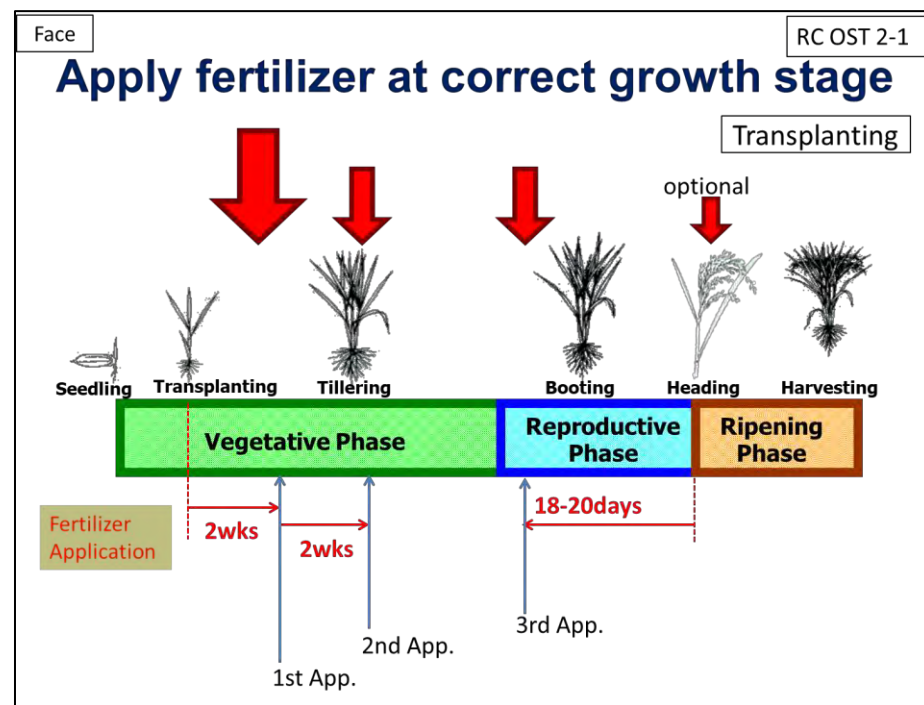 Face
RC OST 2-1
Apply fertilizer at correct growth stage
Transplanting
optional
Seedling
Transplanting
Tillering
Booting
Heading
Harvesting
Vegetative Phase
Reproductive
Phase
Ripening
Phase
Fertilizer
Application
2wks
2wks
18-20days
1st App.
2nd App.
3rd App.